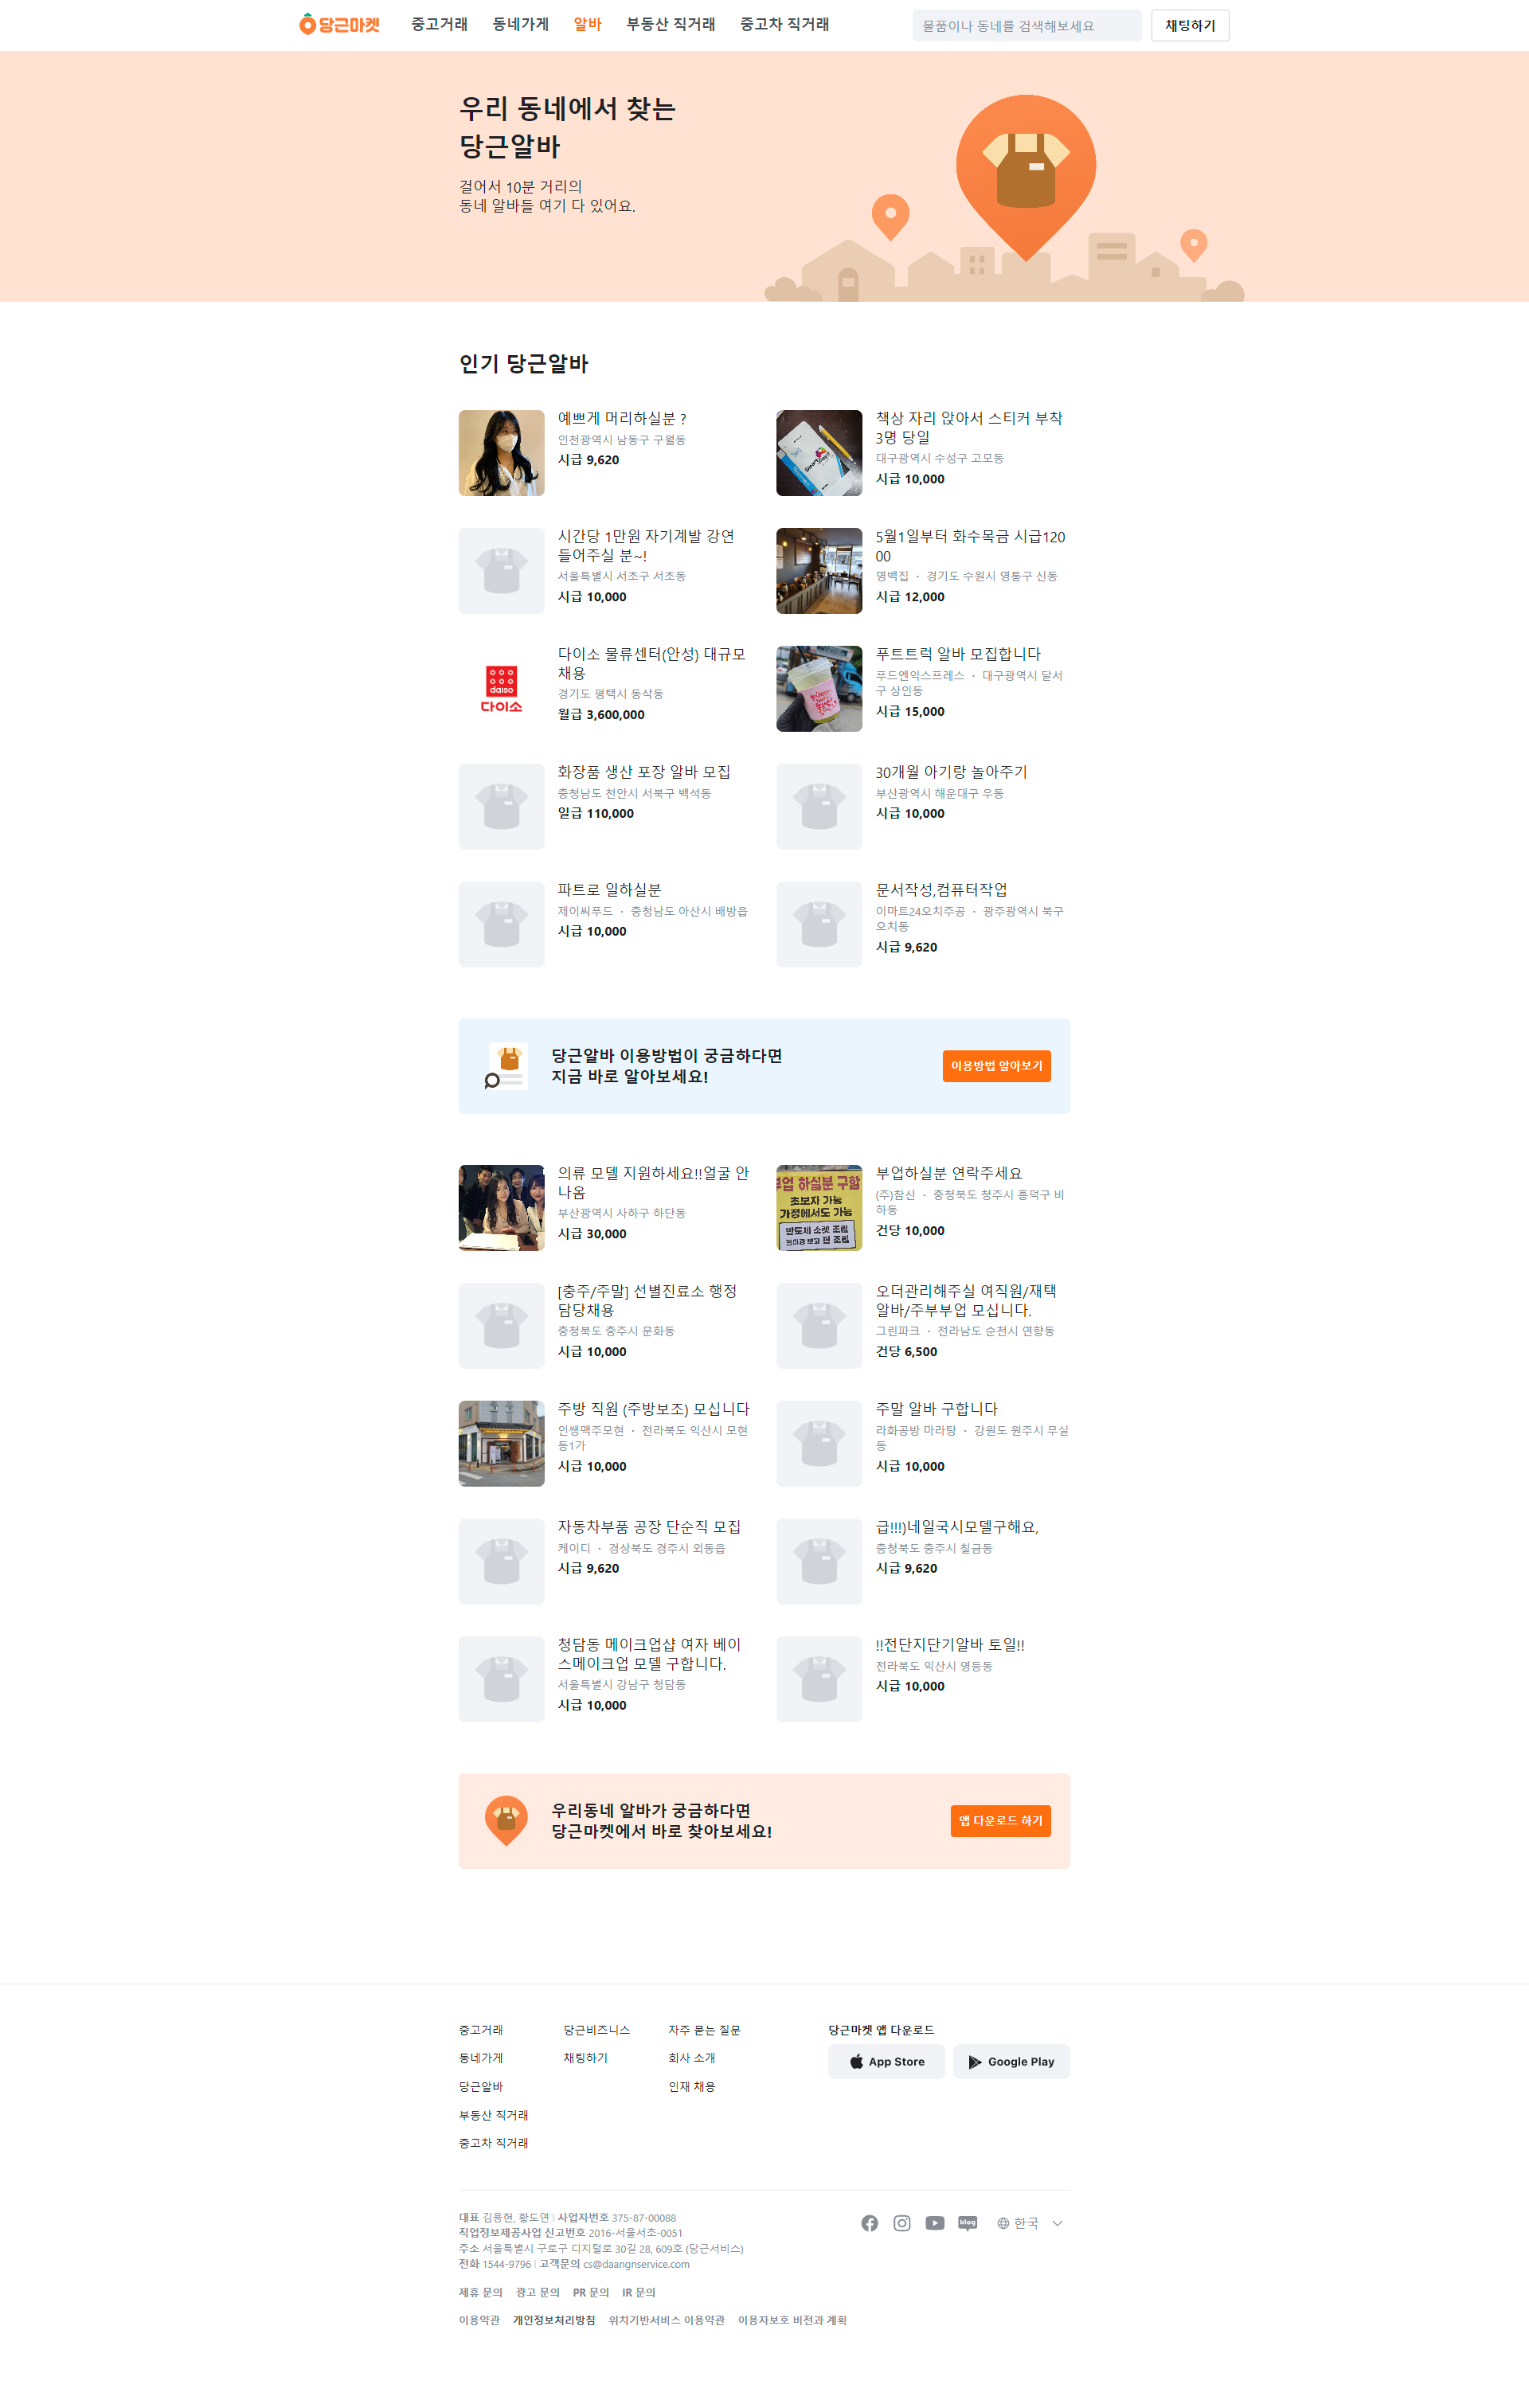 당근마켓
중고거래 동네가게 알바 부동산 직거래 중고차 직거래
물품이나 동네를 검색해보세요
채팅하기
우리 동네에서 찾는
당근알바
걸어서 10분 거리의
동네 알바들 여기 다 있어요.
인기 당근알바
예쁘게 머리하실분 ?
인천광역시 남동구 구월동
시급 9,620
책상 자리 앉아서 스티커 부착
3명 당일
대구광역시 수성구 고모동
시급 10,000
시간당 1만원 자기계발 강연
들어주실 분~!
서울특별시 서초구 서초동
시급 10,000
5월1일부터 화수목금 시급120
00
명백집 · 경기도 수원시 영통구 신동
시급 12,000
daiso
다이소
다이소 물류센터(안성) 대규모
채용
경기도 평택시 동삭동
월급 3,600,000
푸트트럭 알바 모집합니다
푸드엔익스프레스 · 대구광역시 달서
구 상인동
시급 15,000
화장품 생산 포장 알바 모집
충청남도 천안시 서북구 백석동
일급 110,000
30개월 아기랑 놀아주기
부산광역시 해운대구 우동
시급 10,000
파트로 일하실분
제이씨푸드 · 충청남도 아산시 배방읍
시급 10,000
문서작성,컴퓨터작업
이마트24오치주공 · 광주광역시 북구
오치동
시급 9,620
당근알바 이용방법이 궁금하다면
지금 바로 알아보세요!
이용방법 알아보기
의류 모델 지원하세요!!얼굴 안
나옴
부산광역시 사하구 하단동
시급 30,000
부업 하실분 구함
초보자 가능
가정에서도 가능
반도체 소켓 조립
핀 조립
부업하실분 연락주세요
(주)참신 · 충청북도 청주시 흥덕구 비
하동
건당 10,000
[충주/주말] 선별진료소 행정
담당채용
충청북도 충주시 문화동
시급 10,000
오더관리해주실 여직원/재택
알바/주부부업 모십니다.
그린파크 · 전라남도 순천시 연향동
건당 6,500
주방 직원 (주방보조) 모십니다
인쌩맥주모현 · 전라북도 익산시 모현
동1가
시급 10,000
주말 알바 구합니다
라화공방 마라탕 · 강원도 원주시 무실
동
시급 10,000
자동차부품 공장 단순직 모집
케이디 · 경상북도 경주시 외동읍
시급 9,620
급!!!)네일국시모델구해요,
충청북도 충주시 칠금동
시급 9,620
청담동 메이크업샵 여자 베이
스메이크업 모델 구합니다.
서울특별시 강남구 청담동
시급 10,000
!!전단지단기알바 토일!!
전라북도 익산시 영등동
시급 10,000
우리동네 알바가 궁금하다면
당근마켓에서 바로 찾아보세요!
앱 다운로드 하기
중고거래
동네가게
당근알바
부동산 직거래
중고차 직거래
당근비즈니스
채팅하기
자주 묻는 질문
회사 소개
인재 채용
당근마켓 앱 다운로드
App Store
Google Play
대표 김용현, 황도연 | 사업자번호 375-87-00088
직업정보제공사업 신고번호 2016-서울서초-0051
주소 서울특별시 구로구 디지털로 30길 28, 609호 (당근서비스)
전화 1544-9796 | 고객문의 cs@daangnservice.com
blog
한국
제휴 문의 광고 문의 PR 문의 IR 문의
이용약관 개인정보처리방침 위치기반서비스 이용약관 이용자보호 비전과 계획